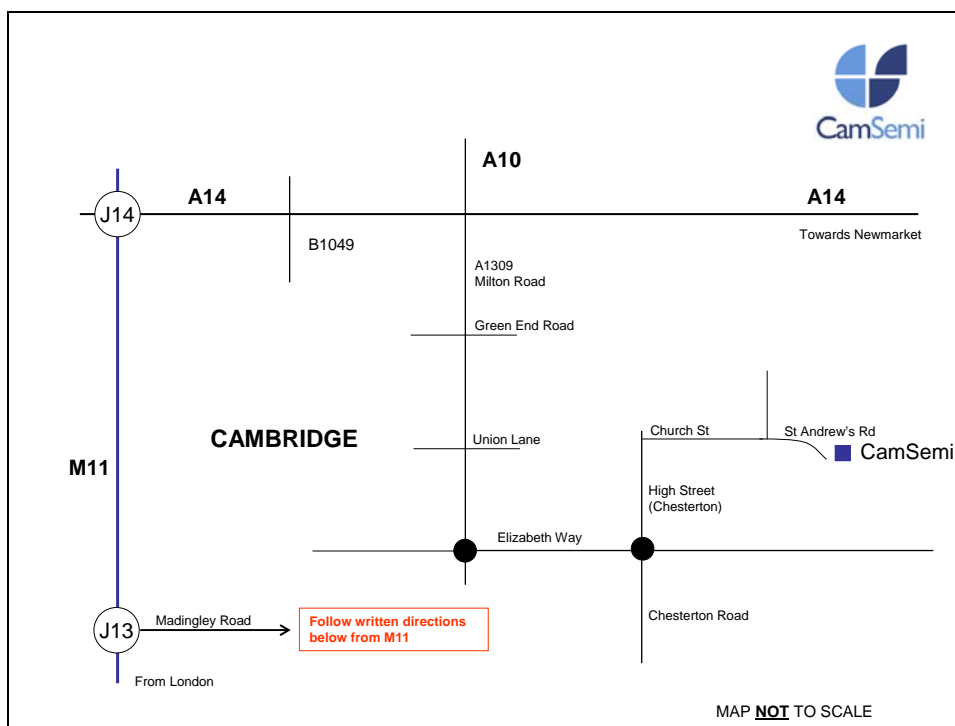 CamSemi
A10
A14
A14
J14
B1049
Towards Newmarket
A1309
Milton Road
Green End Road
CAMBRIDGE
Union Lane
Church St
St Andrew's Rd
CamSemi
M11
High Street
(Chesterton)
Elizabeth Way
J13
Madingley Road
Follow written directions
below from M11
Chesterton Road
From London
MAP NOT TO SCALE